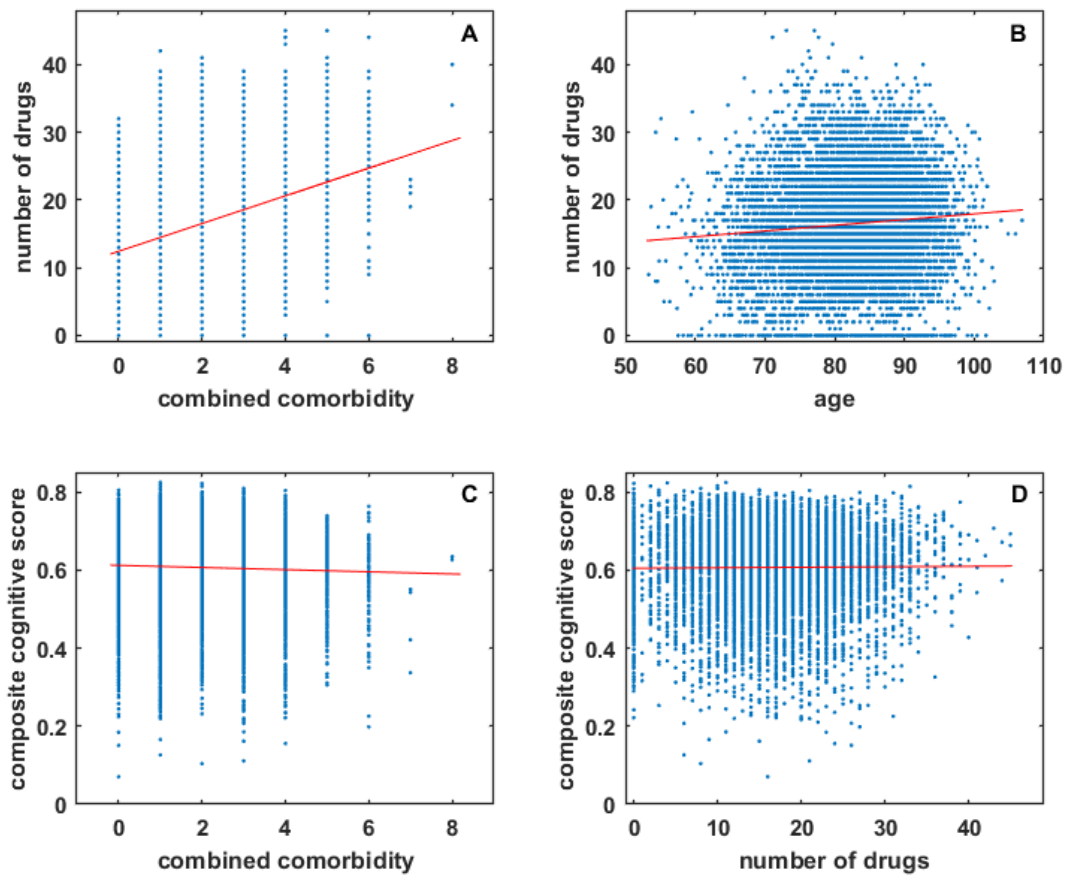 A
number of drugs
40
30
20
10
0
0 2 4 6 8
combined comorbidity
B
number of drugs
40
30
20
10
0
50 60 70 80 90 100 110
age
C
composite cognitive score
0.8
0.6
0.4
0.2
0
0 2 4 6 8
combined comorbidity
D
composite cognitive score
0.8
0.6
0.4
0.2
0
0 10 20 30 40
number of drugs